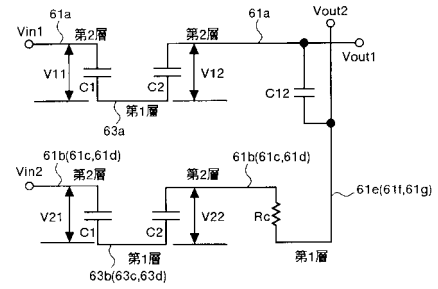 61a 第2層 61a Vout2
Vin1 第2層 Vout1
V11 C1 C2 V12 C12
第1層
63a
61b(61c,61d) 61b(61c,61d)
Vin2 第2層 第2層 61e(61f,61g)
V21 C1 C2 V22 Rc
第1層 第1層
63b(63c,63d)